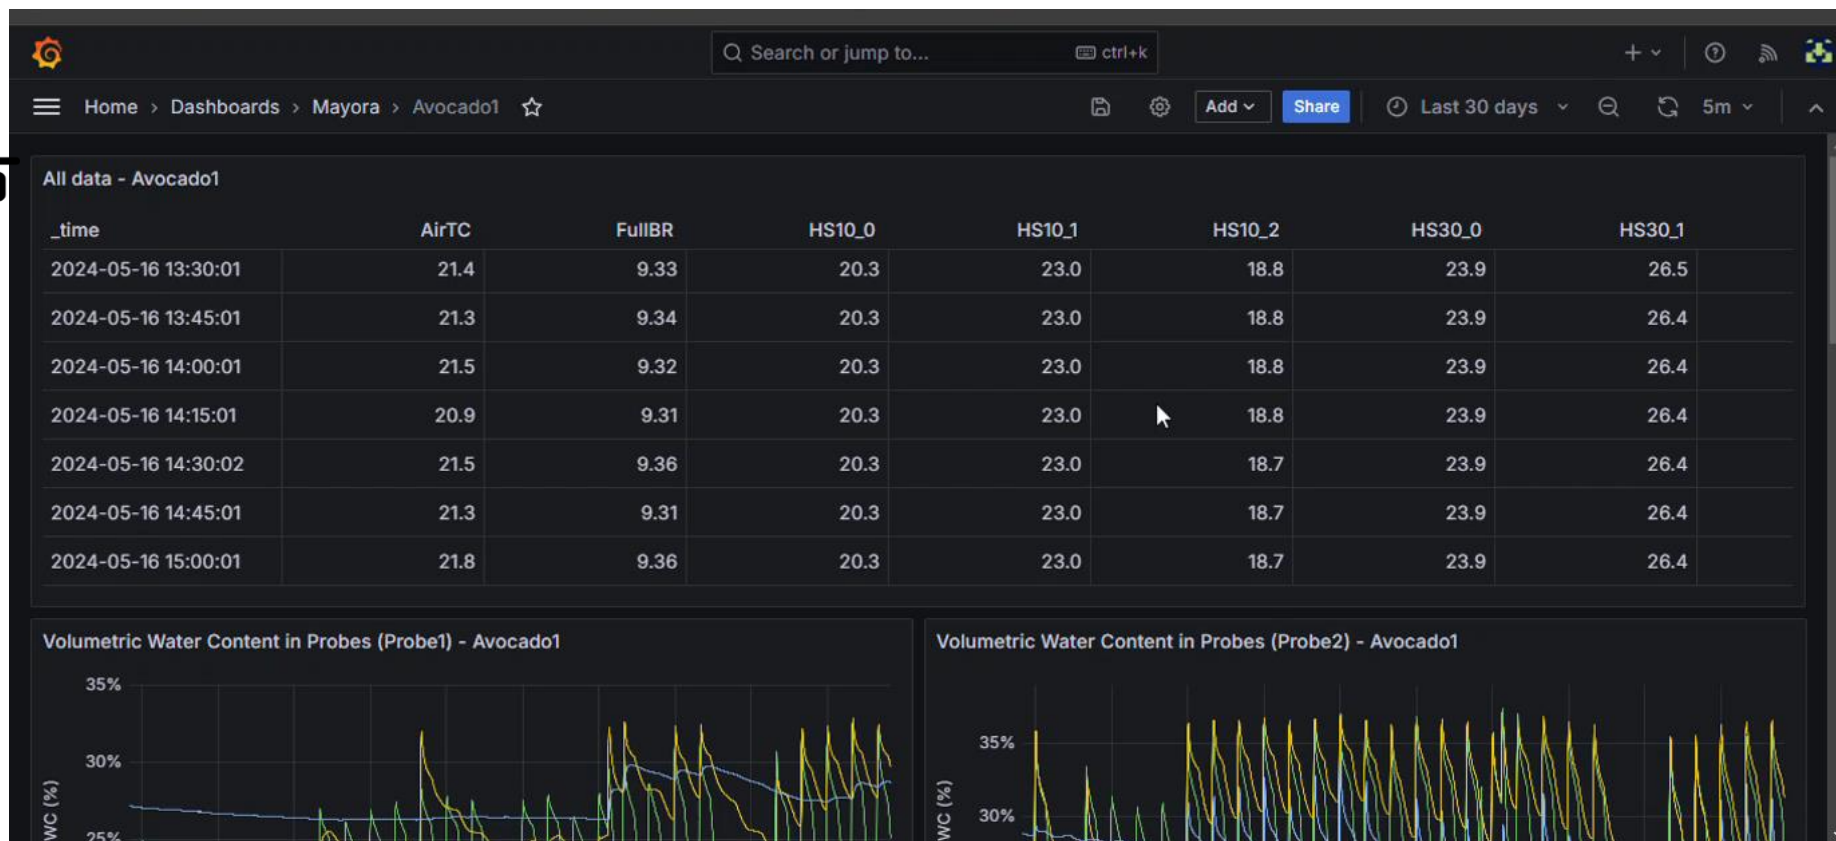 Search or jump to... ctrl+k
Home > Dashboards > Mayora > Avocado1 Add Share Last 30 days 5m
All data - Avocado1
_time AirTC FullBR HS10_0 HS10_1 HS10_2 HS30_0 HS30_1
2024-05-16 13:30:01 21.4 9.33 20.3 23.0 18.8 23.9 26.5
2024-05-16 13:45:01 21.3 9.34 20.3 23.0 18.8 23.9 26.4
2024-05-16 14:00:01 21.5 9.32 20.3 23.0 18.8 23.9 26.4
2024-05-16 14:15:01 20.9 9.31 20.3 23.0 18.8 23.9 26.4
2024-05-16 14:30:02 21.5 9.36 20.3 23.0 18.7 23.9 26.4
2024-05-16 14:45:01 21.3 9.31 20.3 23.0 18.7 23.9 26.4
2024-05-16 15:00:01 21.8 9.36 20.3 23.0 18.7 23.9 26.4
Volumetric Water Content in Probes (Probe1) - Avocado1
35%
30%
25%
WC (%)
Volumetric Water Content in Probes (Probe2) - Avocado1
35%
30%
WC (%)